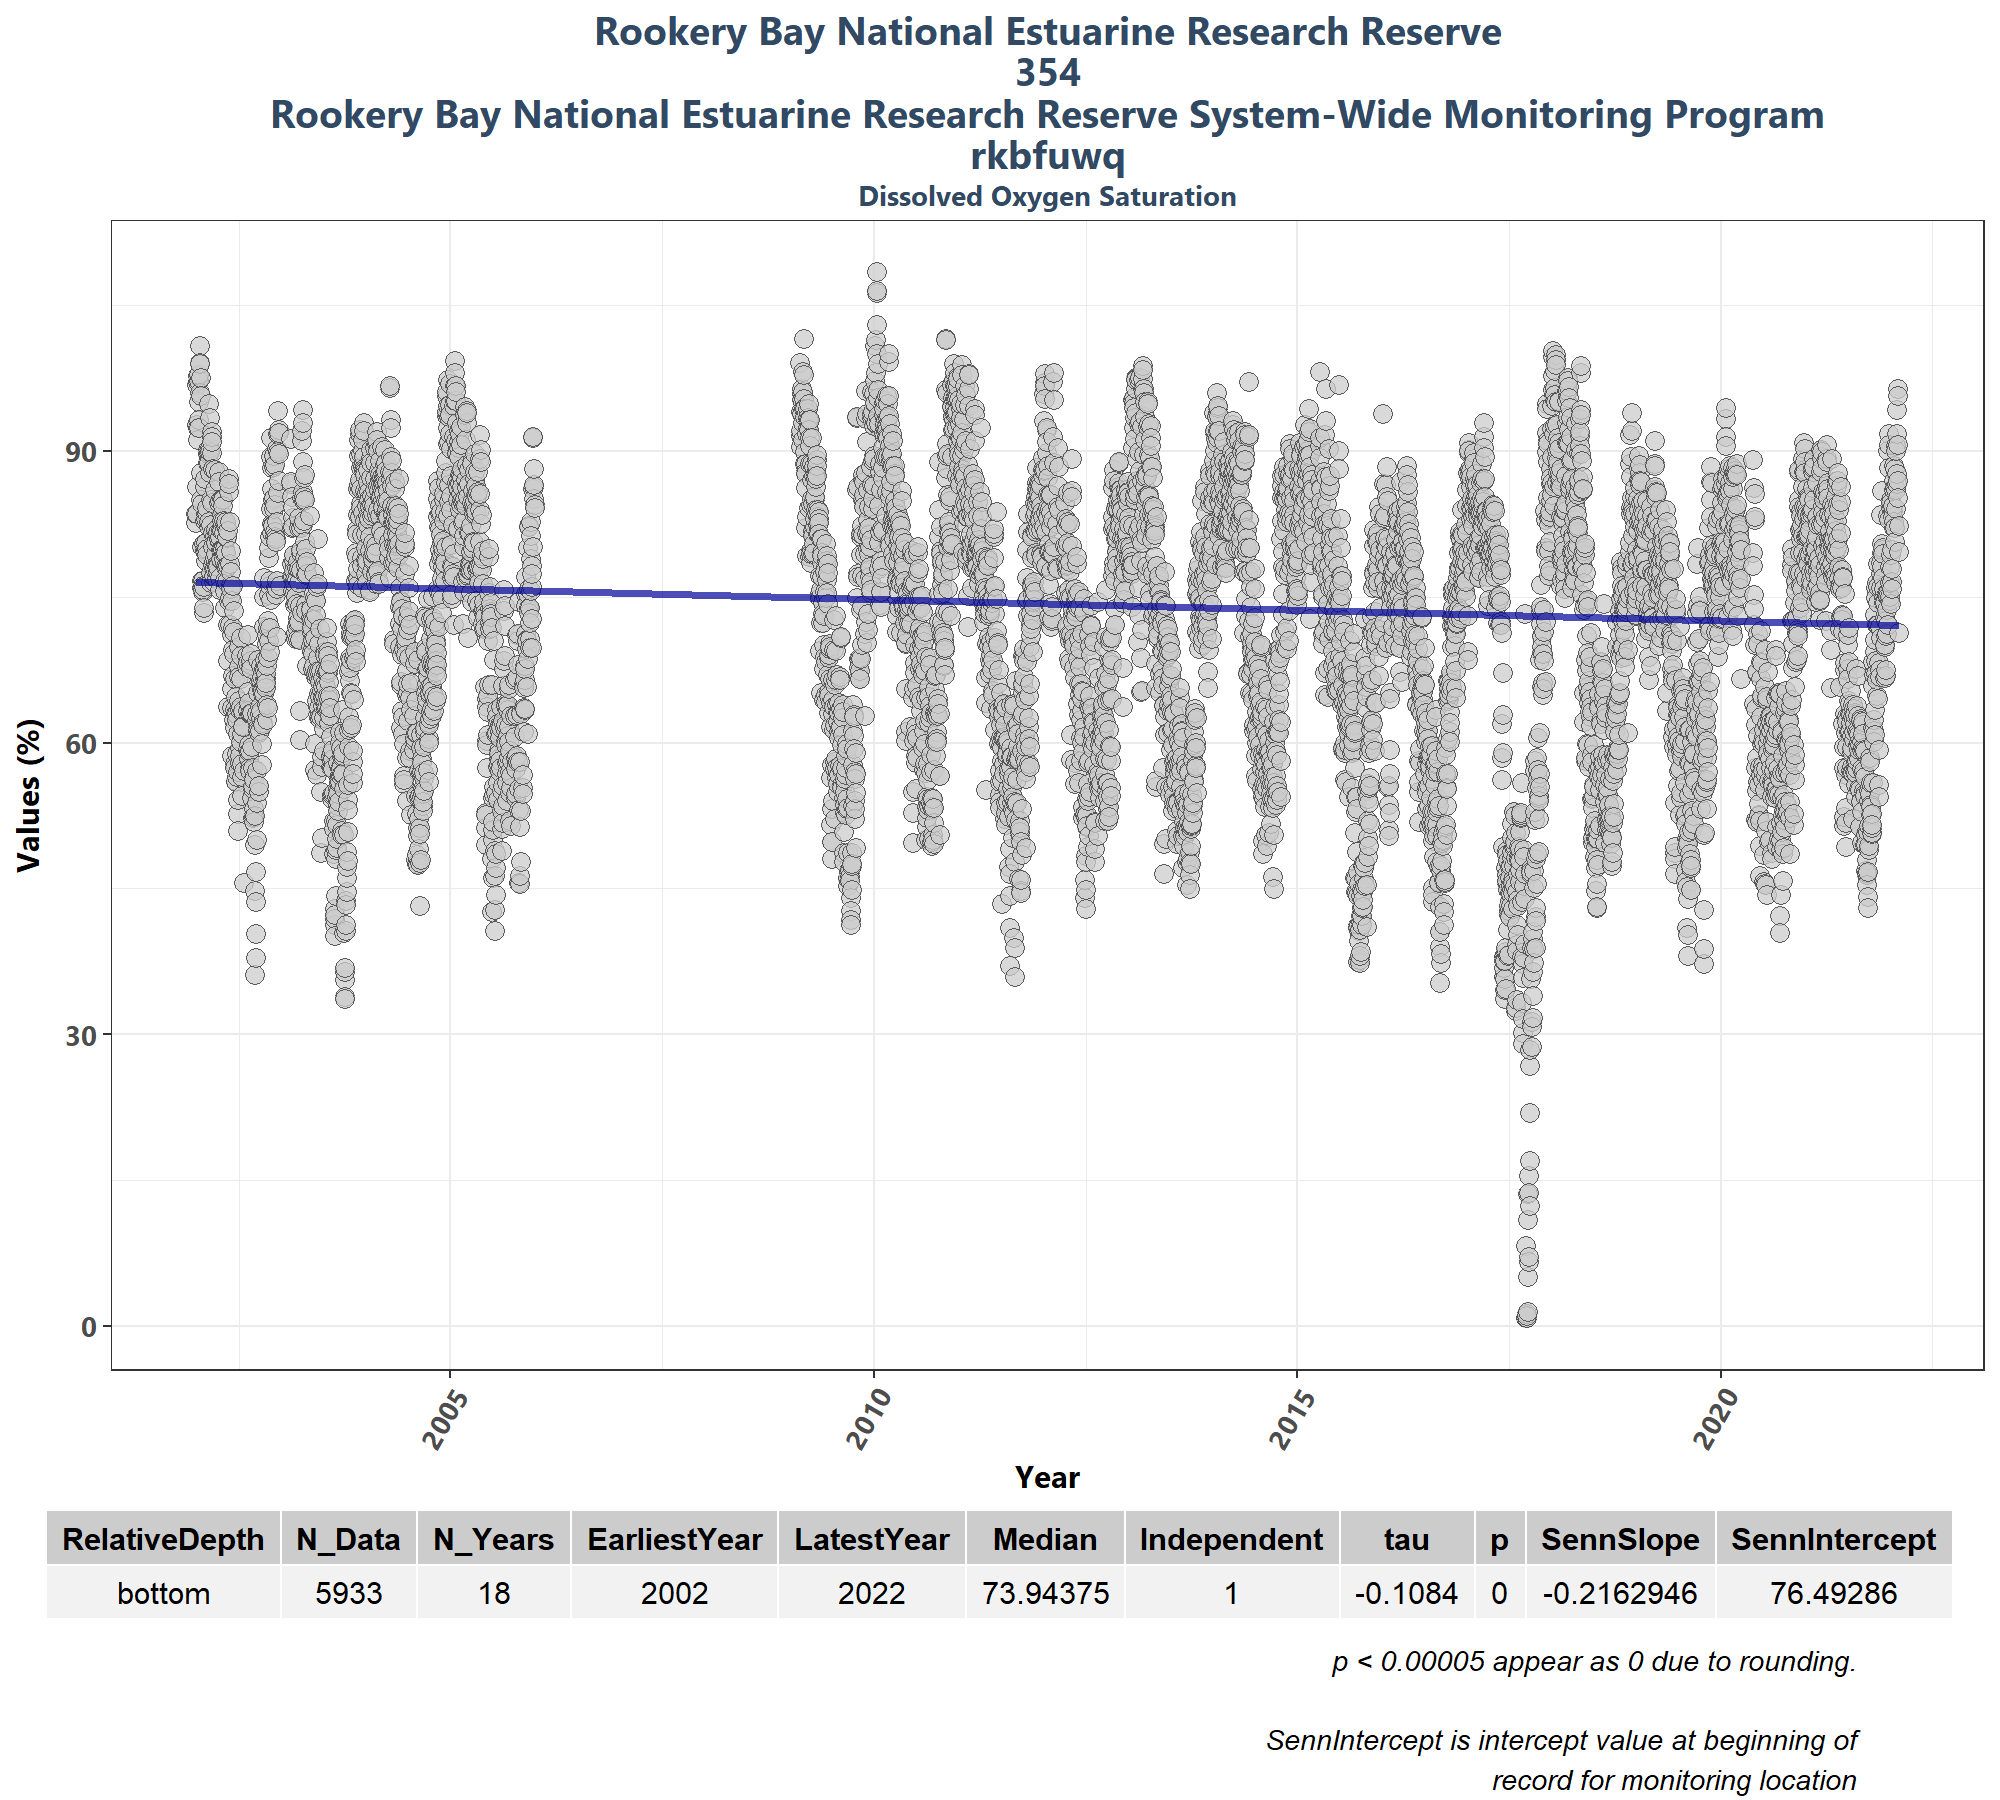 Rookery Bay National Estuarine Research Reserve
354
Rookery Bay National Estuarine Research Reserve System-Wide Monitoring Program
rkbfuwq
Dissolved Oxygen Saturation
Values (%)
90
60
30
0
2005
2010
2015
2020
Year
RelativeDepth N_Data N_Years EarliestYear LatestYear Median Independent tau p SennSlope SennIntercept
bottom 5933 18 2002 2022 73.94375 1 -0.1084 0 -0.2162946 76.49286
p < 0.00005 appear as 0 due to rounding.
SennIntercept is intercept value at beginning of
record for monitoring location